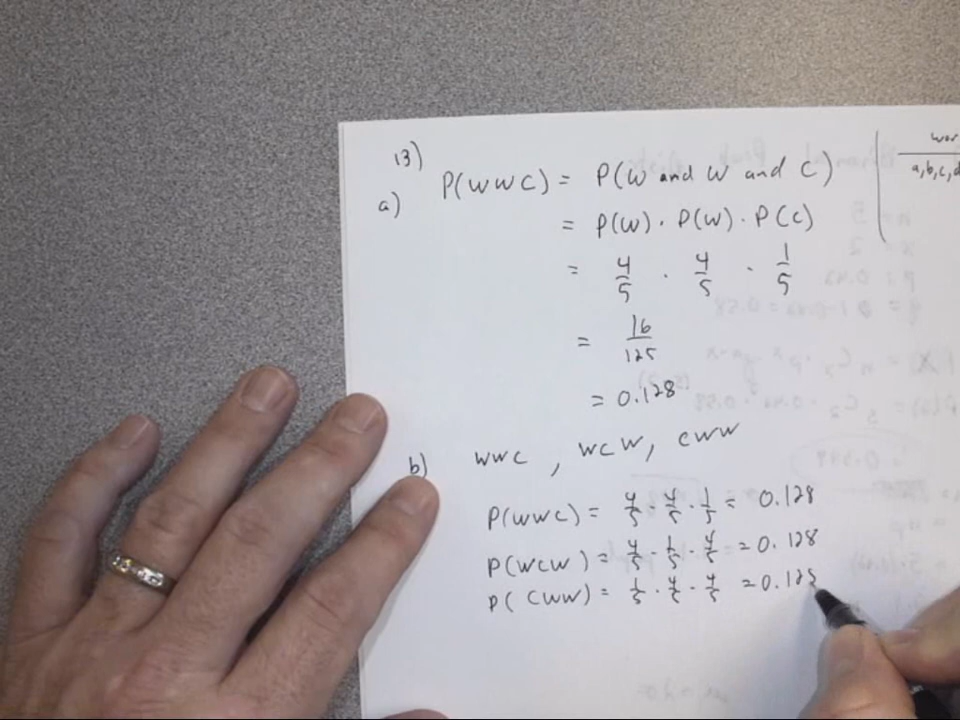 13)
a) P(WWC) = P(W and W and C)
= P(W) · P(W) · P(C)
= 4/5 · 4/5 · 1/5
= 16/125
= 0.128
a, b, c, d
b) WWC, WCW, CWW
P(WWC) = 4/5 · 4/5 · 1/5 = 0.128
P(WCW) = 4/5 · 1/5 · 4/5 = 0.128
P(CWW) = 1/5 · 4/5 · 4/5 = 0.128